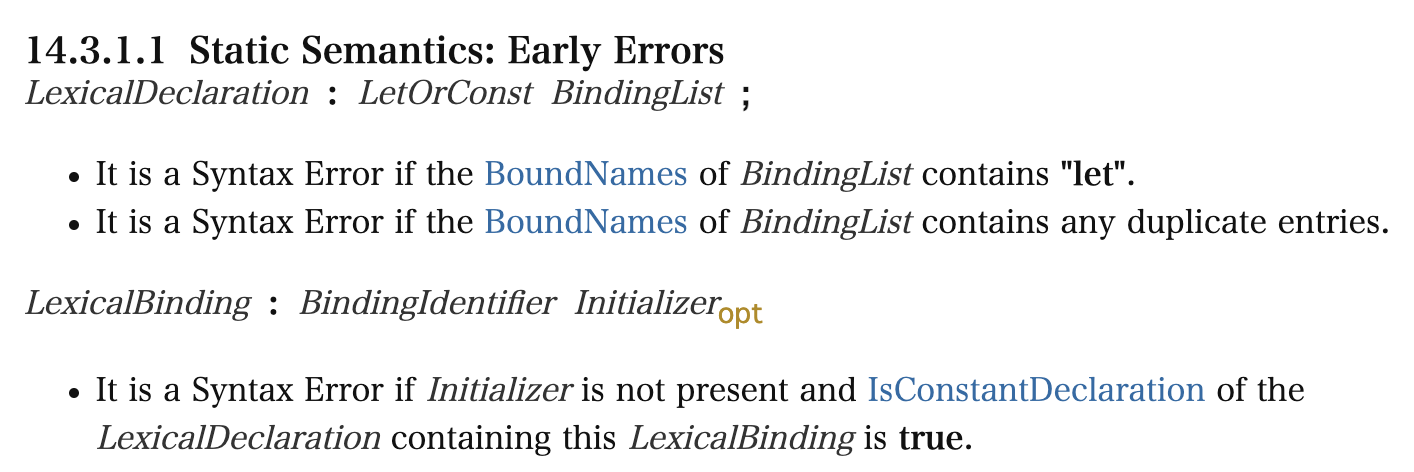 14.3.1.1 Static Semantics: Early Errors
LexicalDeclaration : LetOrConst BindingList ;
• It is a Syntax Error if the BoundNames of BindingList contains "let".
• It is a Syntax Error if the BoundNames of BindingList contains any duplicate entries.
LexicalBinding : BindingIdentifier Initializeropt
• It is a Syntax Error if Initializer is not present and IsConstantDeclaration of the
LexicalDeclaration containing this LexicalBinding is true.